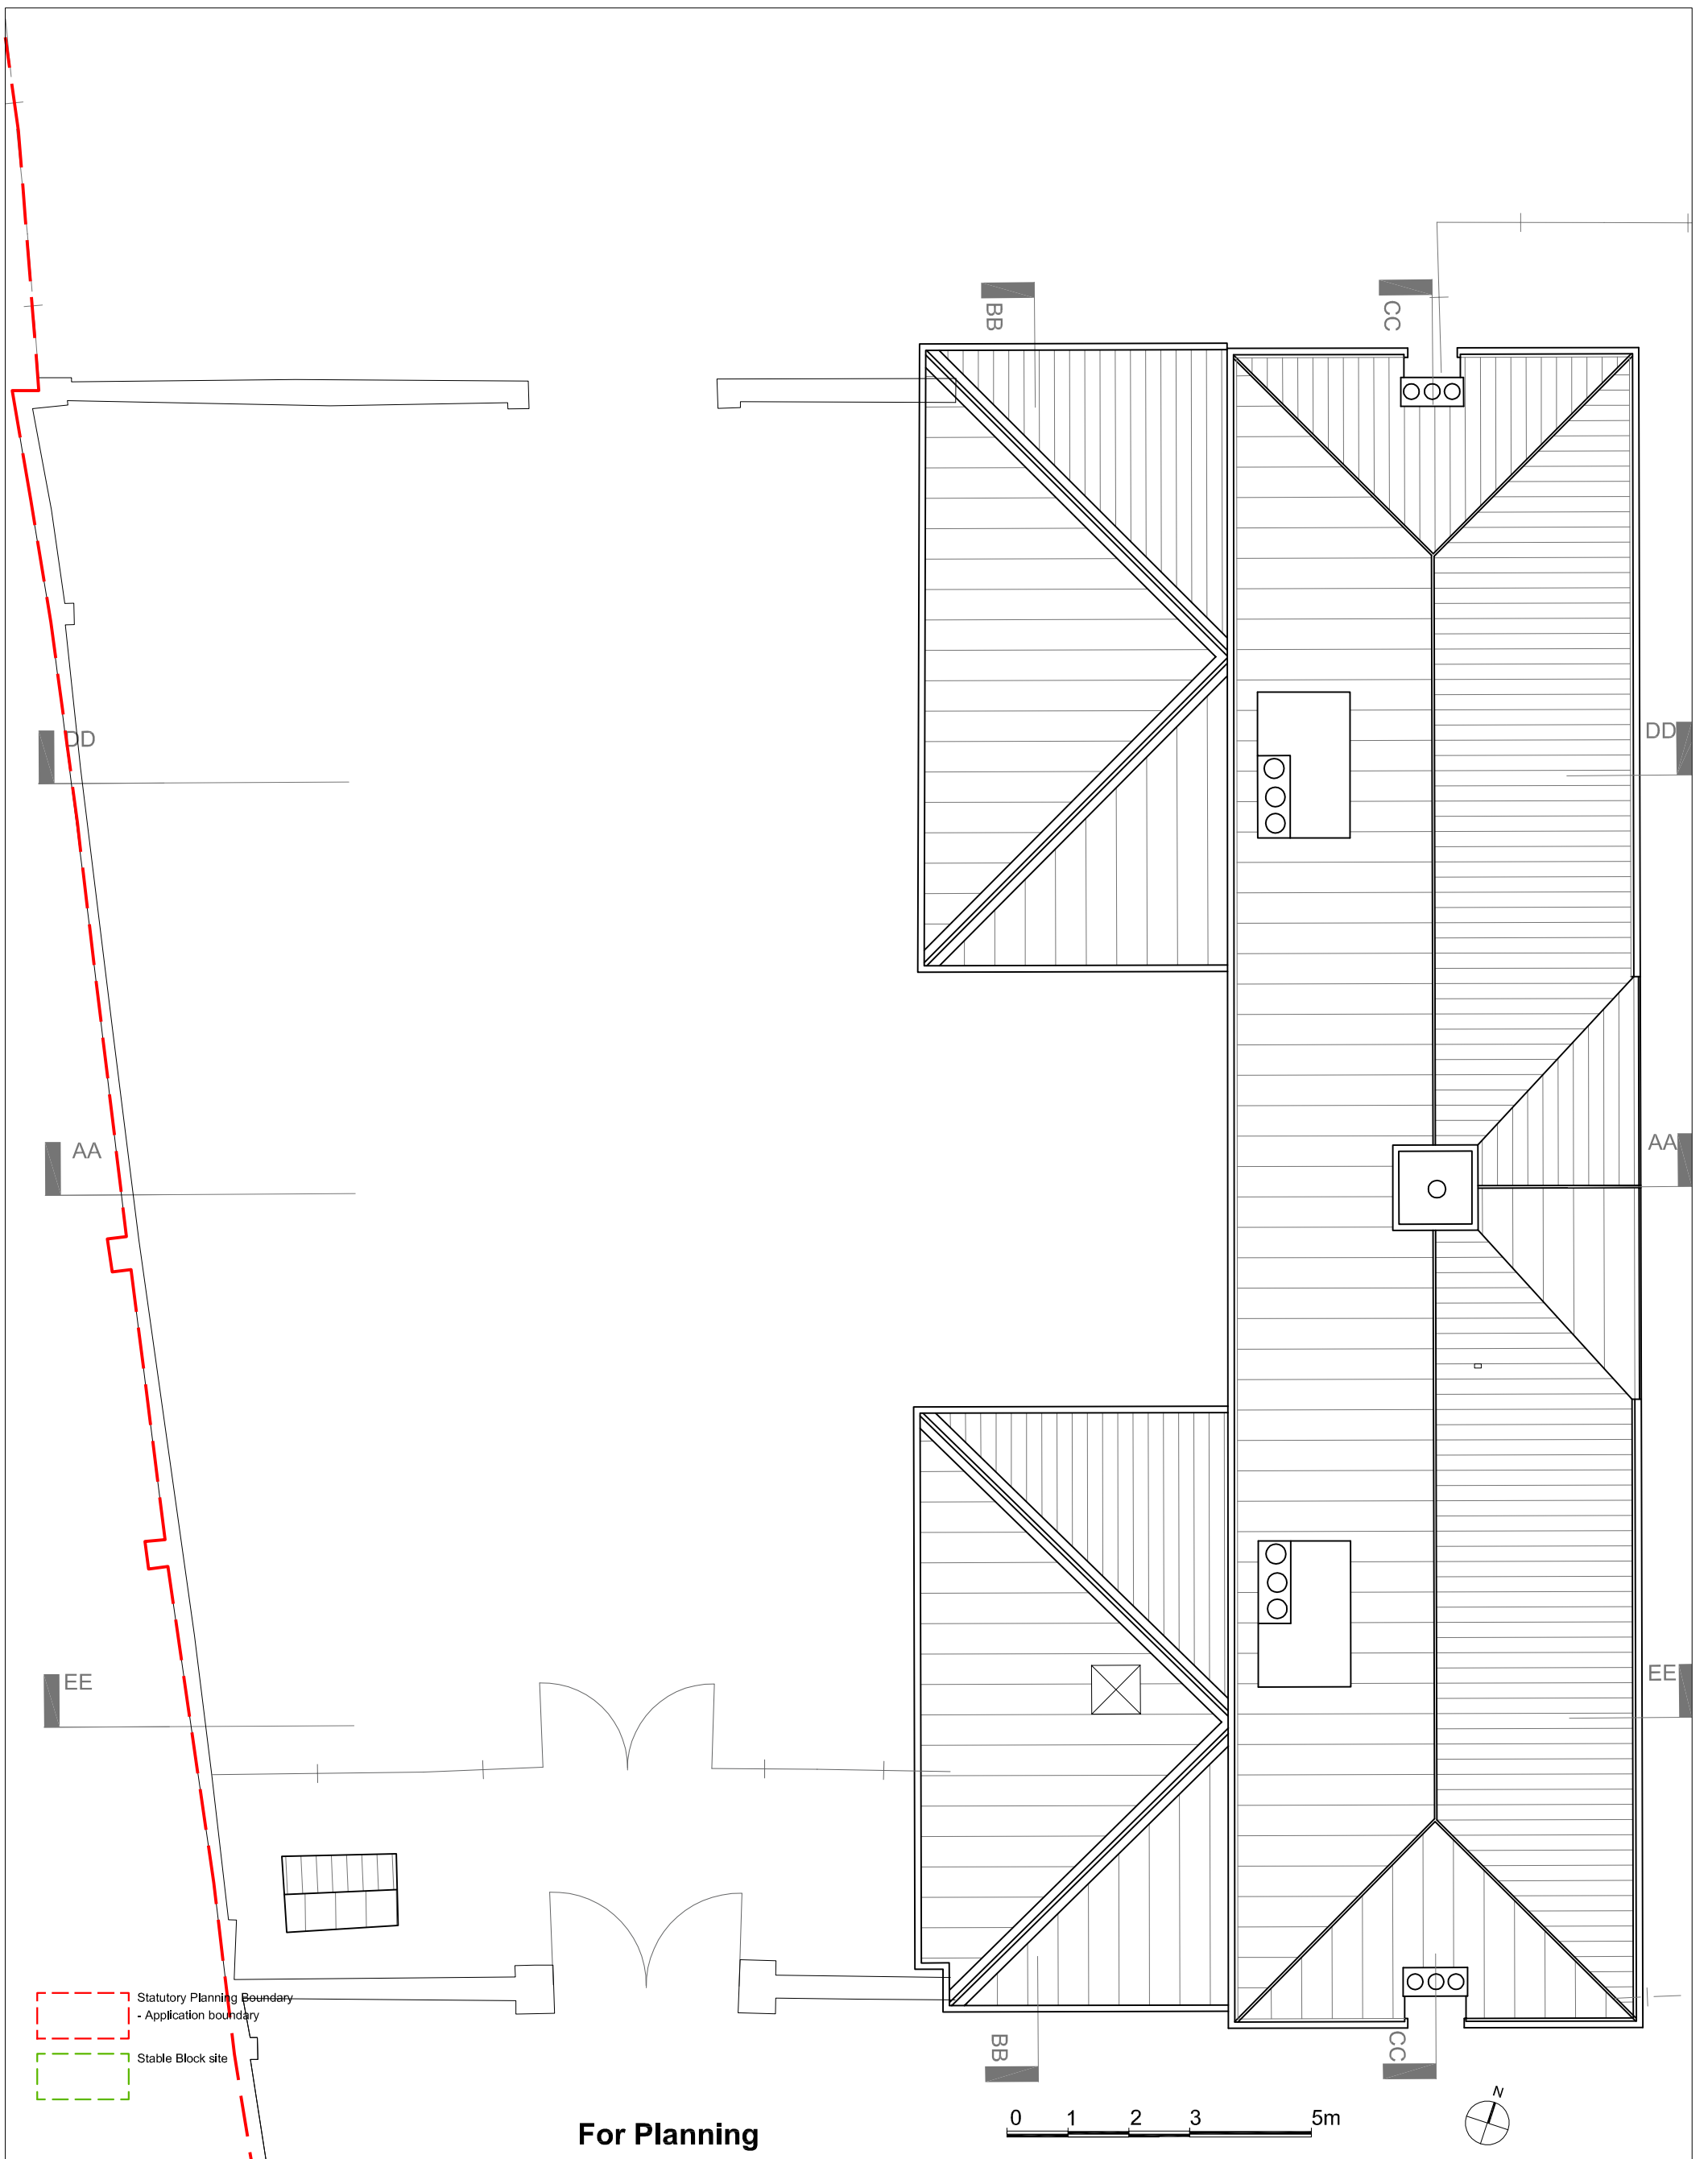 BB
CC
DD
DD
AA
AA
EE
EE
Statutory Planning Boundary
- Application boundary
Stable Block site
BB
CC
For Planning
0 1 2 3 5m
N